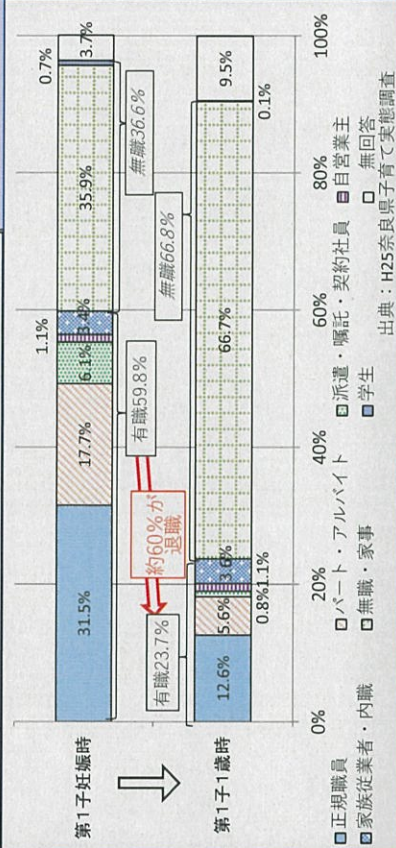 第1子妊娠時
31.5%
17.7%
6.1%
1.1%
3.4%
35.9%
0.7%
3.7%
有職59.8%
無職36.6%
約60%が
退職
有職23.7%
無職66.8%
第1子1歳時
12.6%
5.6%
0.8%
1.1%
3.6%
66.7%
0.1%
9.5%
0%
20%
40%
60%
80%
100%
正規職員
パート・アルバイト
派遣・嘱託・契約社員
自営業主
家族従業者・内職
無職・家事
学生
無回答
出典：H25奈良県子育て実態調査